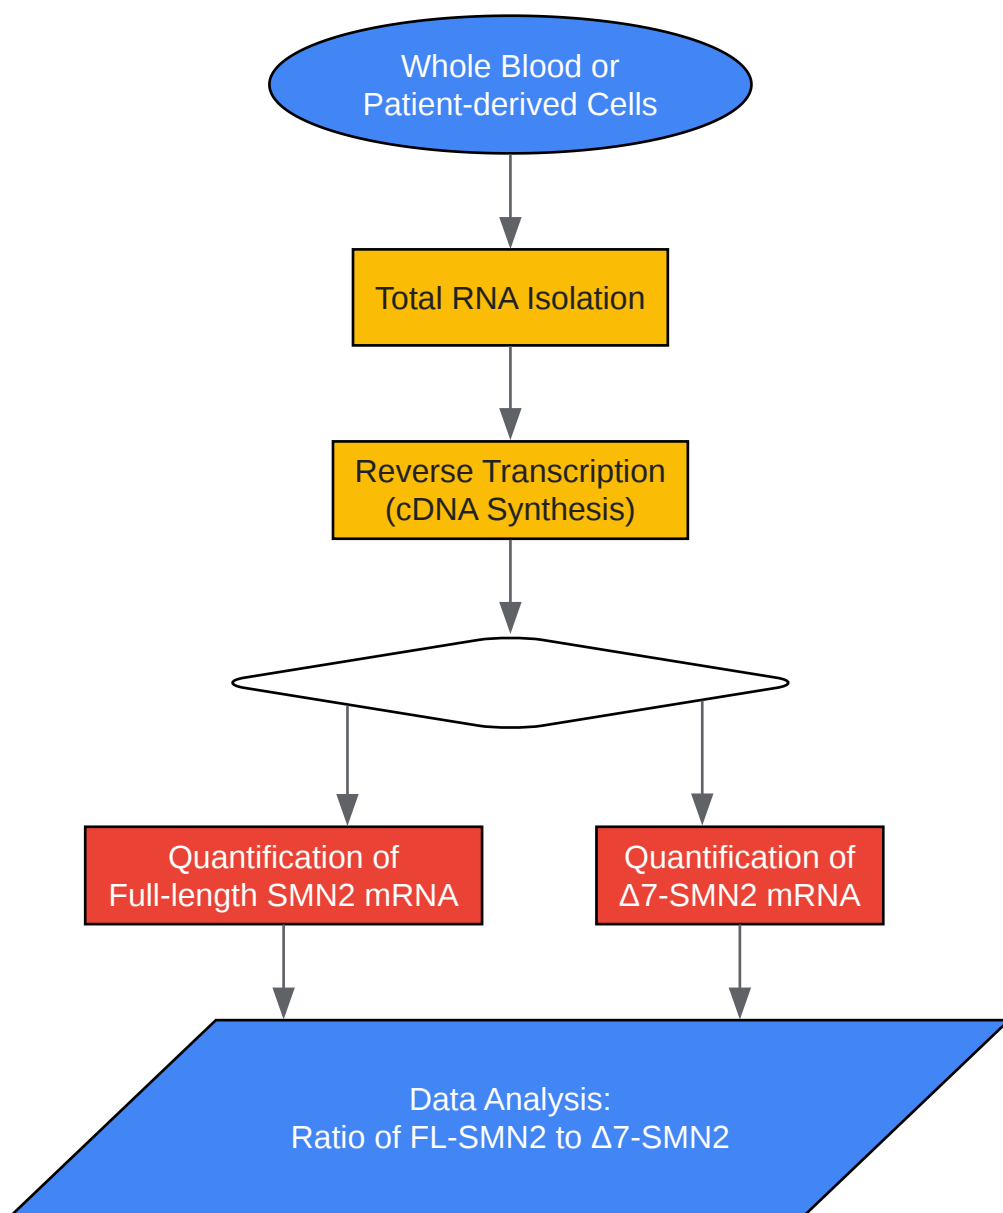 Whole Blood or
Patient-derived Cells
Total RNA Isolation
Reverse Transcription
(cDNA Synthesis)
Quantification of
Full-length SMN2 mRNA
Quantification of
Δ7-SMN2 mRNA
Data Analysis:
Ratio of FL-SMN2 to Δ7-SMN2